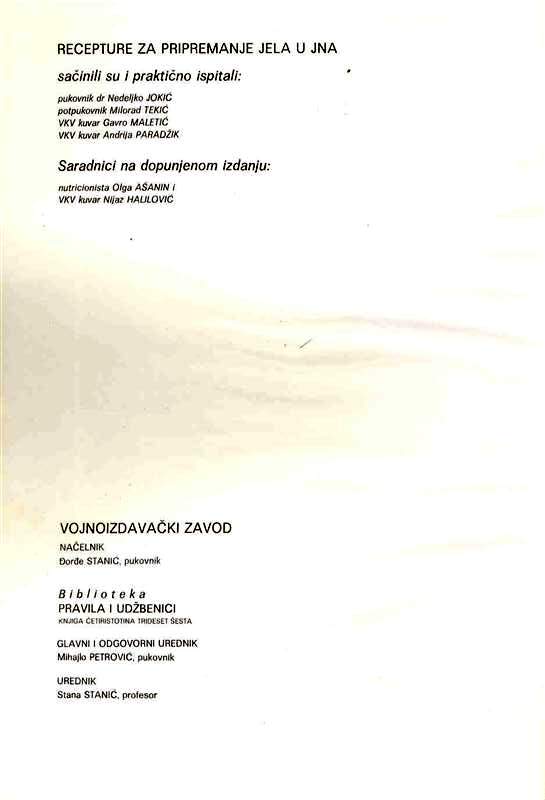 RECEPTURE ZA PRIPREMANJE JELA U JNA
sačinili su i praktično ispitali:
pukovnik dr Nedeljko JOKIĆ
potpukovnik Milorad TEKIĆ
VKV kuvar Gavro MALETIĆ
VKV kuvar Andrija PARADŽIK
Saradnici na dopunjenom izdanju:
nutricionista Olga AŠANIN i
VKV kuvar Nijaz HALILOVIĆ
VOJNOIZDAVAČKI ZAVOD
NAČELNIK
Đorđe STANIĆ, pukovnik
Biblioteka
PRAVILA I UDŽBENICI
KNJIGA ČETIRISTOTINA TRIDESET ŠESTA
GLAVNI I ODGOVORNI UREDNIK
Mihajlo PETROVIĆ, pukovnik
UREDNIK
Stana STANIĆ, profesor